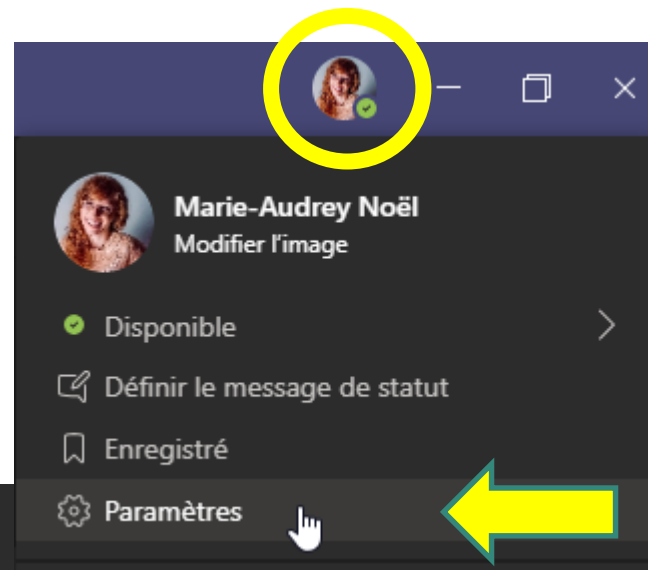 Marie-Audrey Noël
Modifier l'image
Disponible
Définir le message de statut
Enregistré
Paramètres